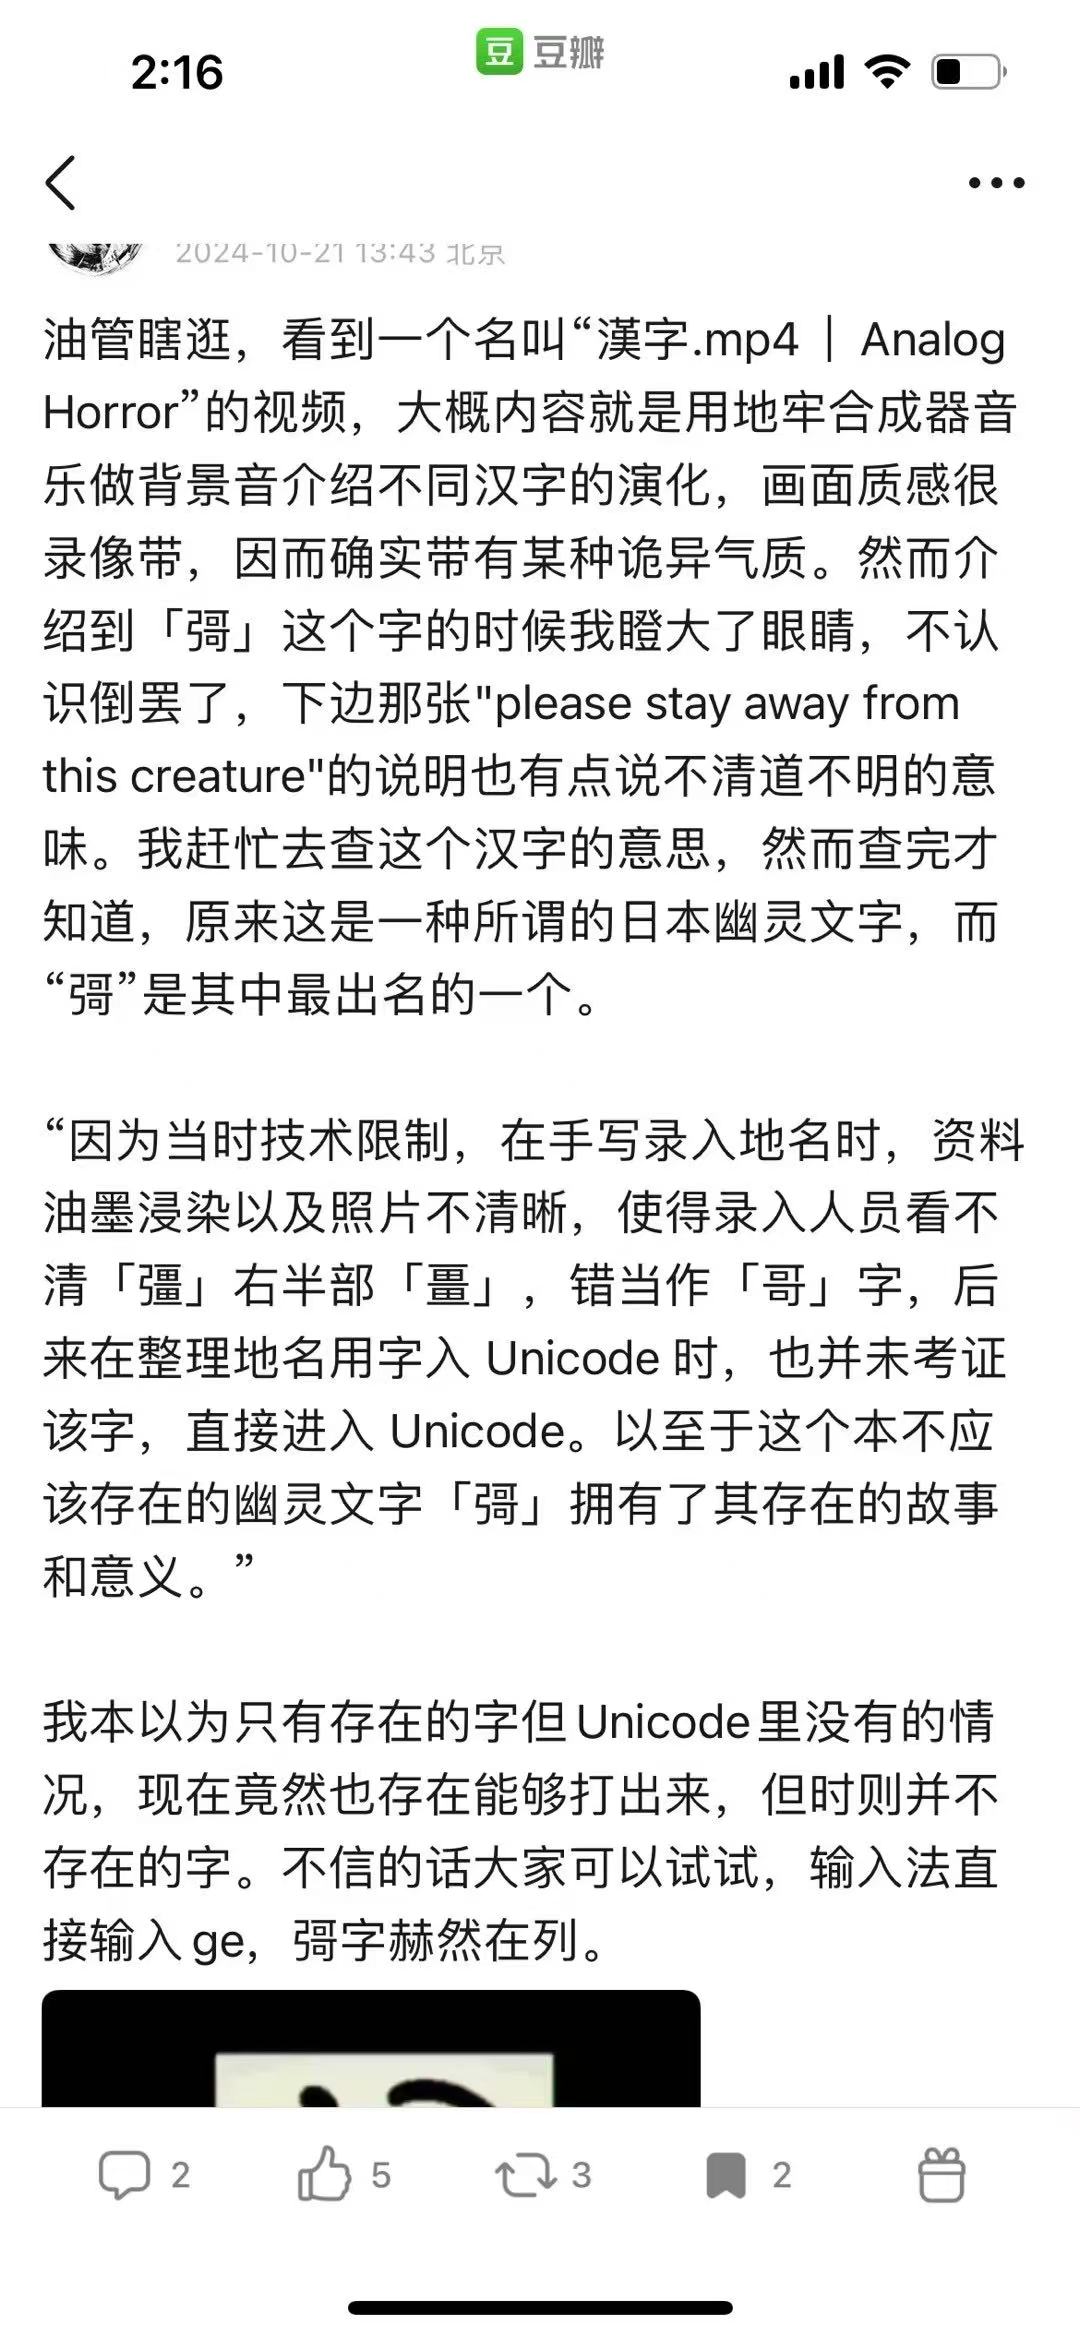 2:16
豆 豆瓣
2024-10-21 13:43 北京
油管瞎逛，看到一个名叫“漢字.mp4 | Analog
Horror”的视频，大概内容就是用地牢合成器音
乐做背景音介绍不同汉字的演化，画面质感很
录像带，因而确实带有某种诡异气质。然而介
绍到「彁」这个字的时候我瞪大了眼睛，不认
识倒罢了，下边那张"please stay away from
this creature"的说明也有点说不清道不明的意
味。我赶忙去查这个汉字的意思，然而查完才
知道，原来这是一种所谓的日本幽灵文字，而
“彁”是其中最出名的一个。
“因为当时技术限制，在手写录入地名时，资料
油墨浸染以及照片不清晰，使得录入人员看不
清「彊」右半部「畺」，错当作「哥」字，后
来在整理地名用字入 Unicode 时，也并未考证
该字，直接进入 Unicode。以至于这个本不应
该存在的幽灵文字「彁」拥有了其存在的故事
和意义。”
我本以为只有存在的字但Unicode里没有的情
况，现在竟然也存在能够打出来，但时则并不
存在的字。不信的话大家可以试试，输入法直
接输入ge，彁字赫然在列。
2 5 3 2